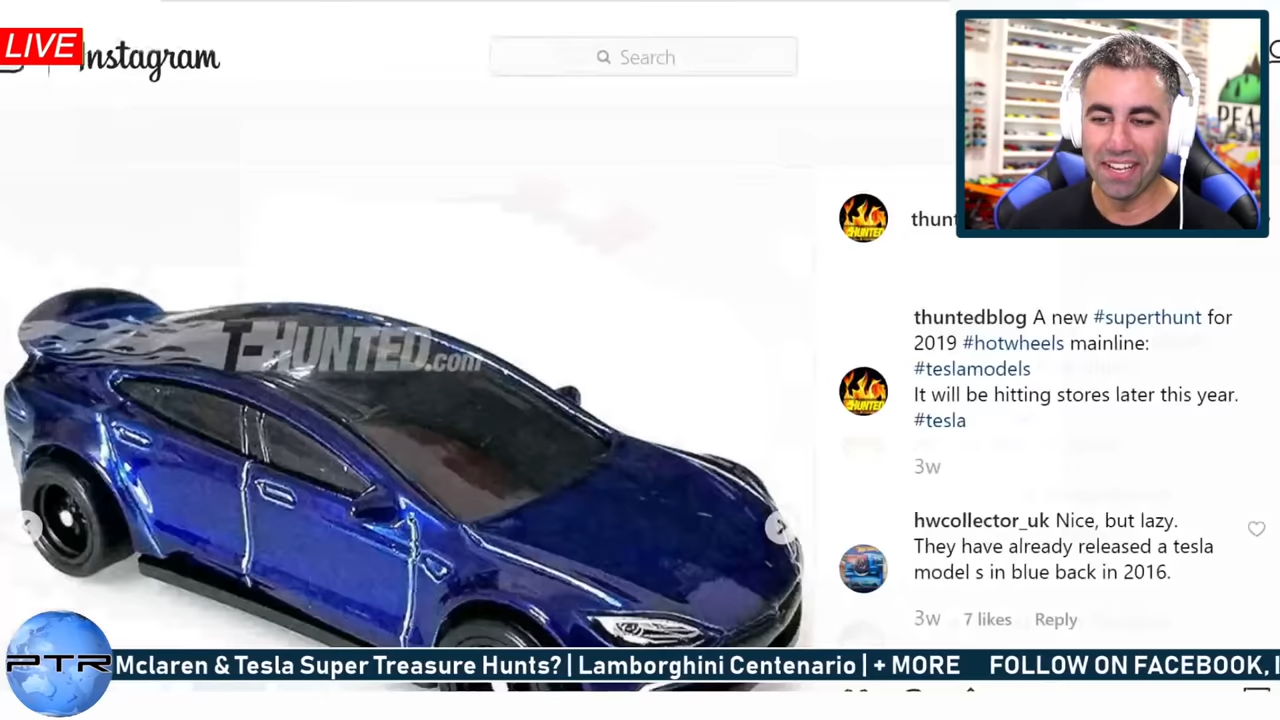 LIVE
Instagram
Search
PEA
thunt
T-HUNTED.com
thuntedblog A new #superthunt for
2019 #hotwheels mainline:
#teslamodels
It will be hitting stores later this year.
#tesla
3w
hwcollector_uk Nice, but lazy.
They have already released a tesla
model s in blue back in 2016.
3w 7 likes Reply
PTR
Mclaren & Tesla Super Treasure Hunts? | Lamborghini Centenario | + MORE FOLLOW ON FACEBOOK, I